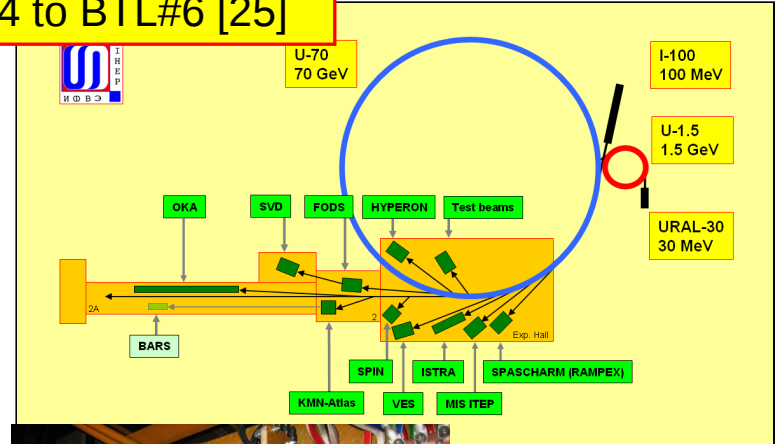 4 to BTL#6 [25]
I
H
E
P
ИФВЭ
U-70
70 GeV
I-100
100 MeV
U-1.5
1.5 GeV
URAL-30
30 MeV
OKA
SVD
FODS
HYPERON
Test beams
2A
2
Exp. Hall
BARS
SPIN
ISTRA
SPASCHARM (RAMPEX)
KMN-Atlas
VES
MIS ITEP